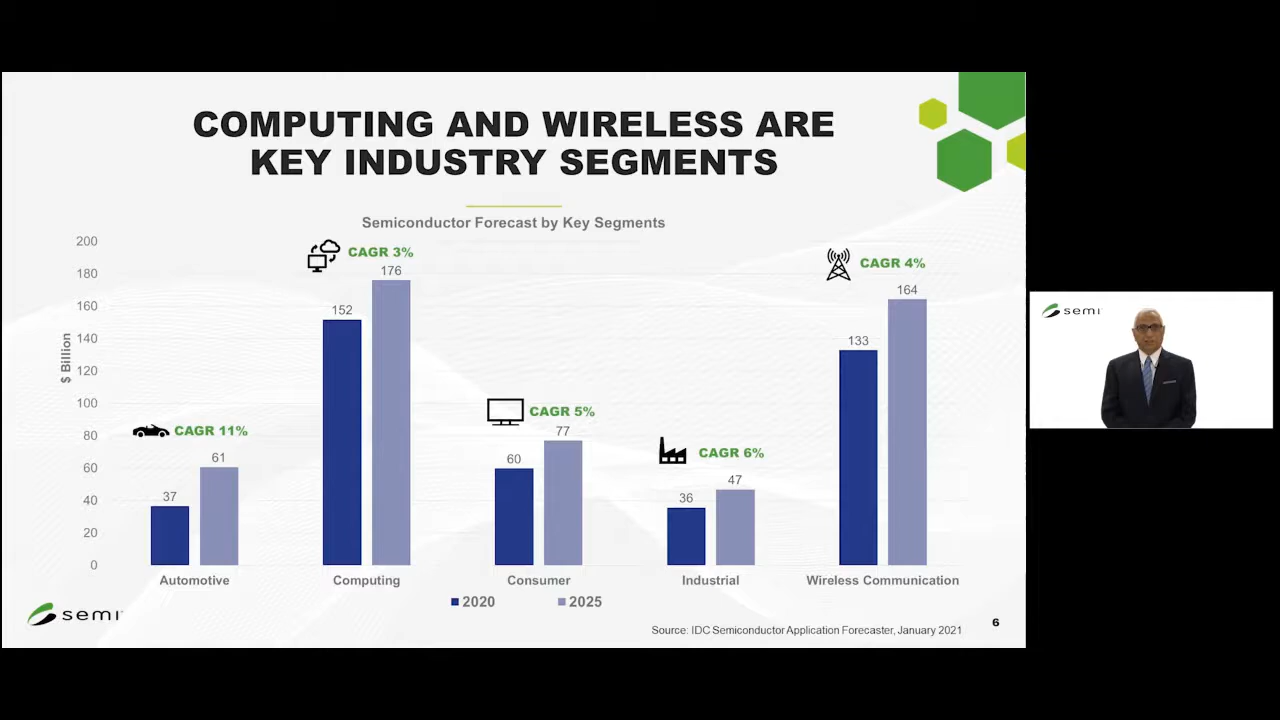 COMPUTING AND WIRELESS ARE
KEY INDUSTRY SEGMENTS
Semiconductor Forecast by Key Segments
$ Billion
200
180
160
140
120
100
80
60
40
20
0
CAGR 11%
37
61
CAGR 3%
152
176
CAGR 5%
60
77
CAGR 6%
36
47
CAGR 4%
133
164
Automotive
Computing
Consumer
Industrial
Wireless Communication
2020
2025
semi
Source: IDC Semiconductor Application Forecaster, January 2021
6
semi